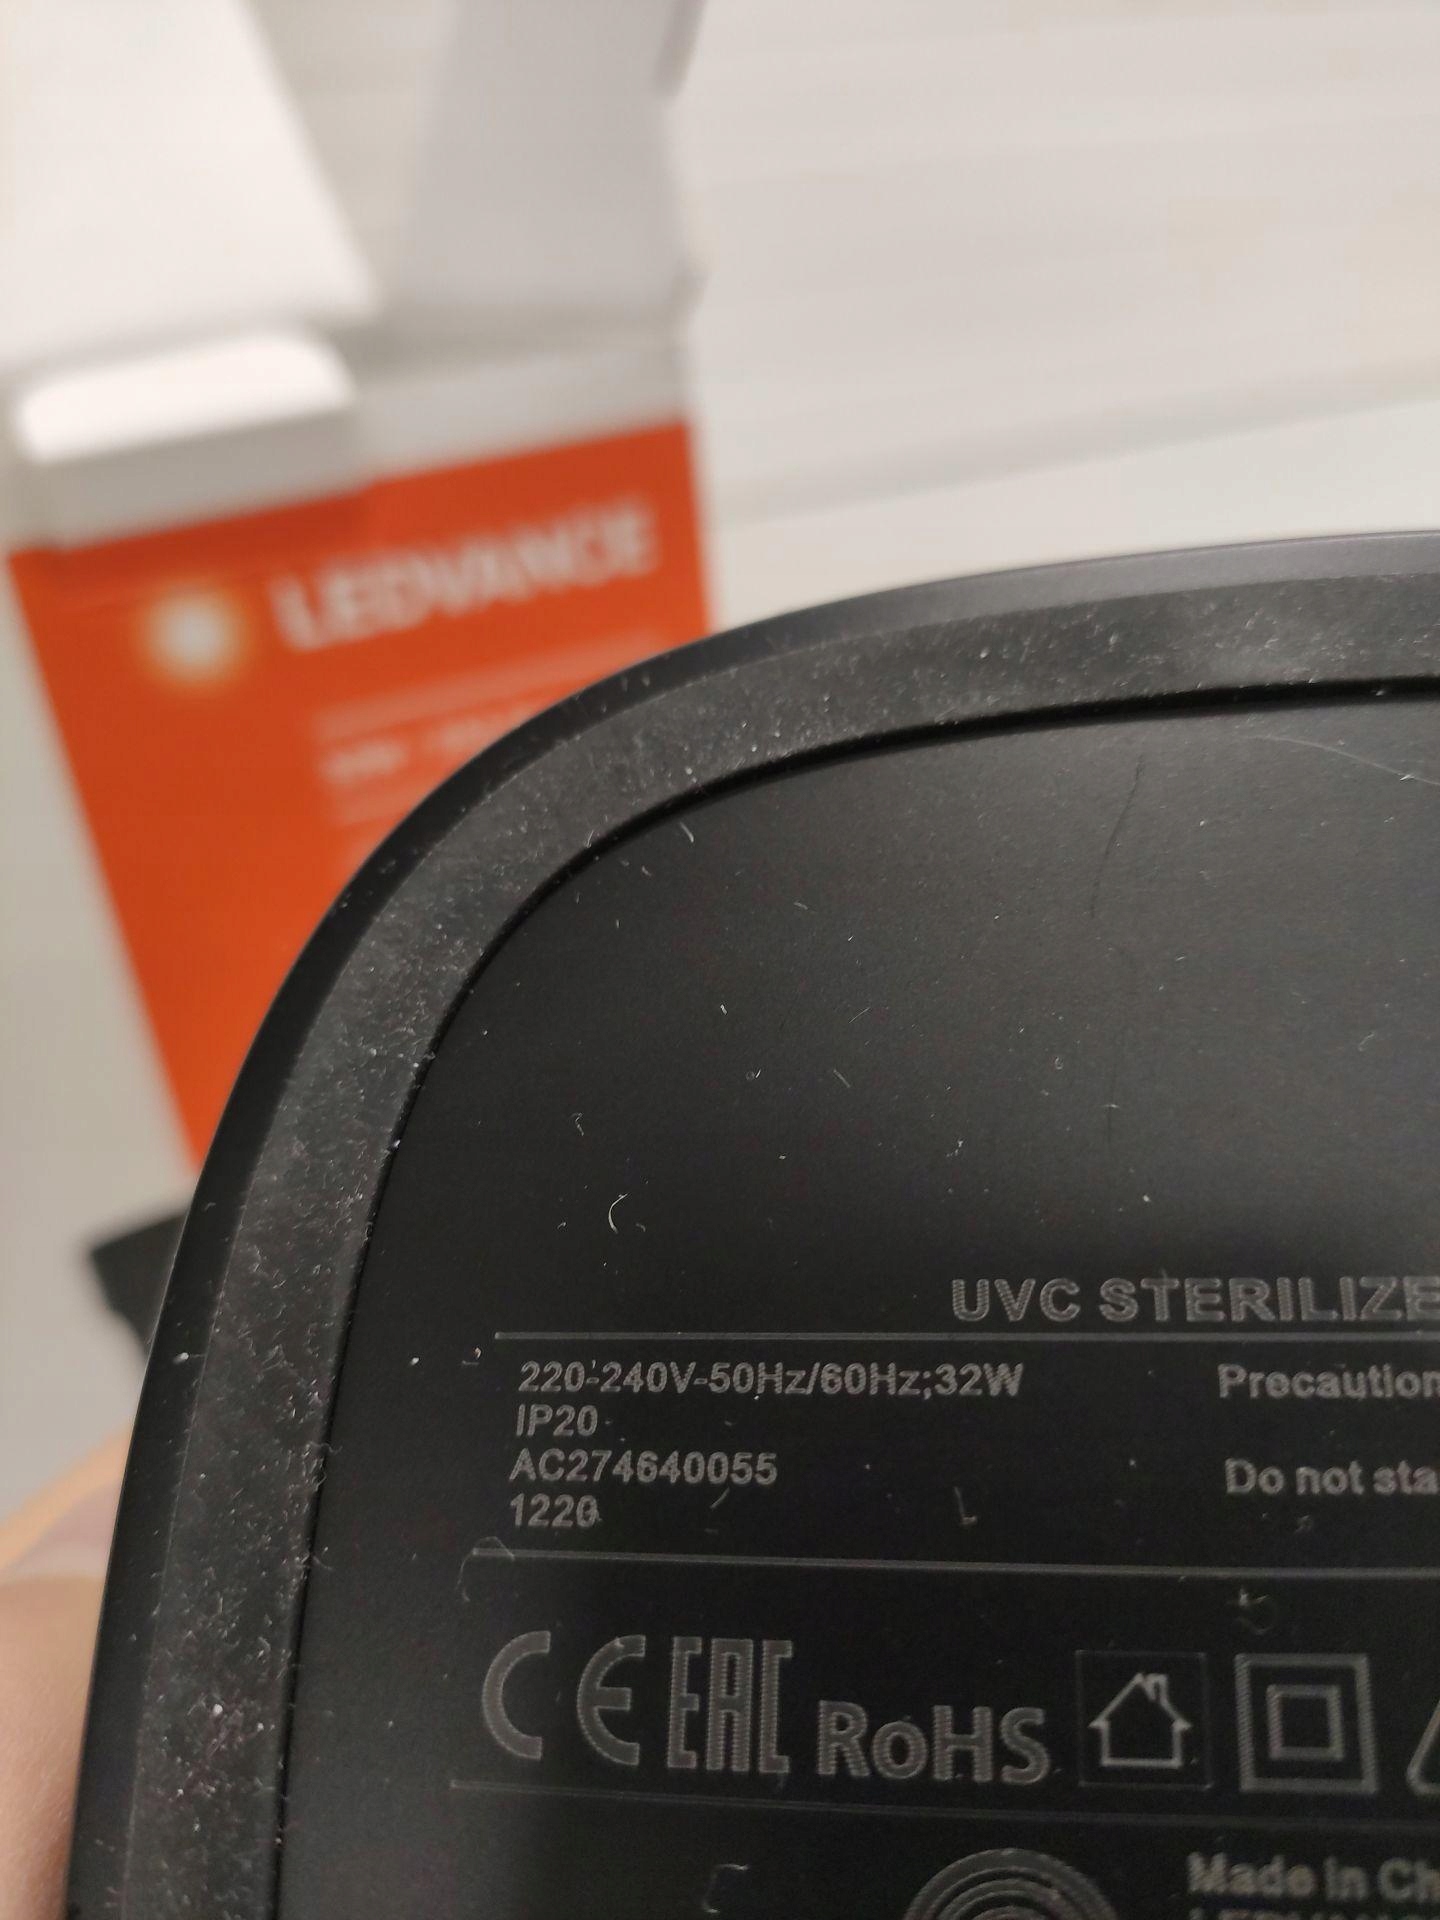 LEDVANCE
UVC STERILIZE
220-240V-50Hz/60Hz;32W
IP20
AC274640055
1220
Precaution
Do not sta
CE EAC RoHS
Made in Ch